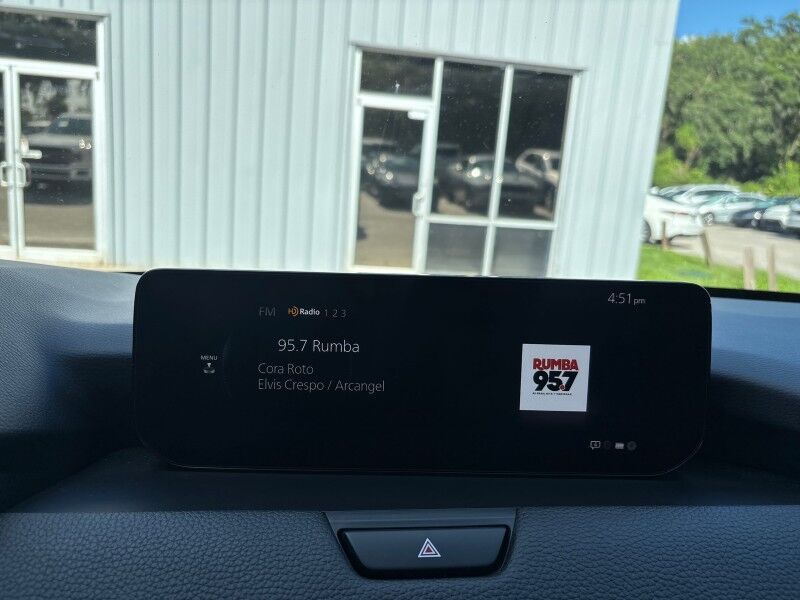 4:51 pm
FM HD Radio 1 2 3
95.7 Rumba
MENU
Cora Roto
Elvis Crespo / Arcangel
RUMBA
95.7